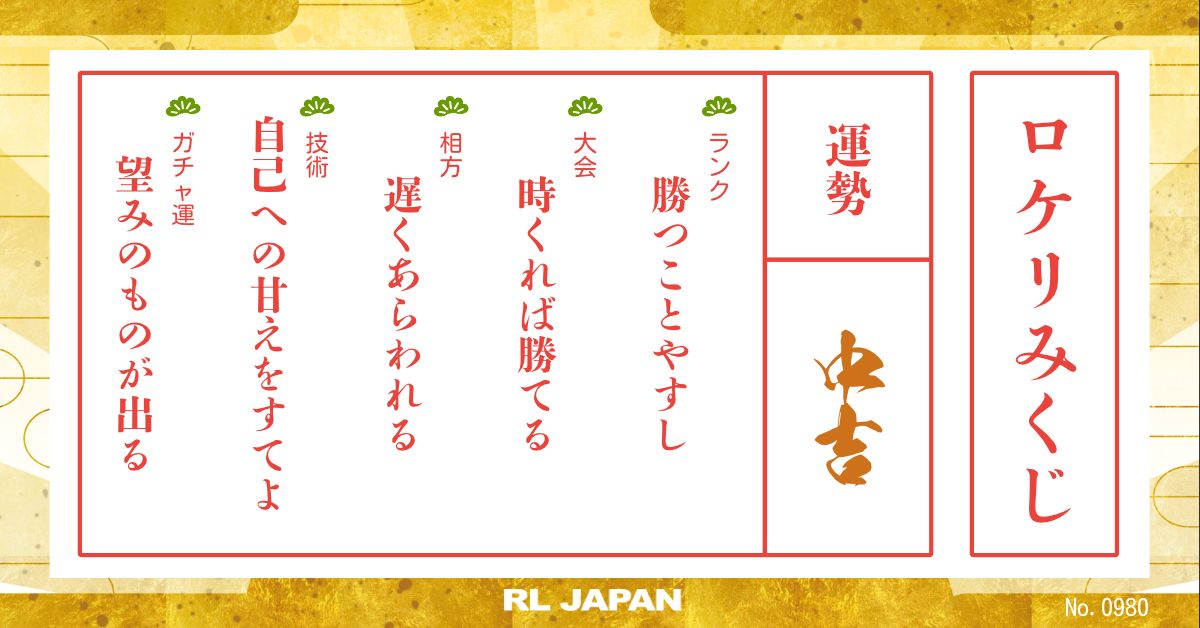 ロケリみくじ
運勢
中吉
ランク
勝つことやすし
大会
時くれば勝てる
相方
遅くあらわれる
技術
自己への甘えをすてよ
ガチャ運
望みのものが出る
RL JAPAN
No. 0980